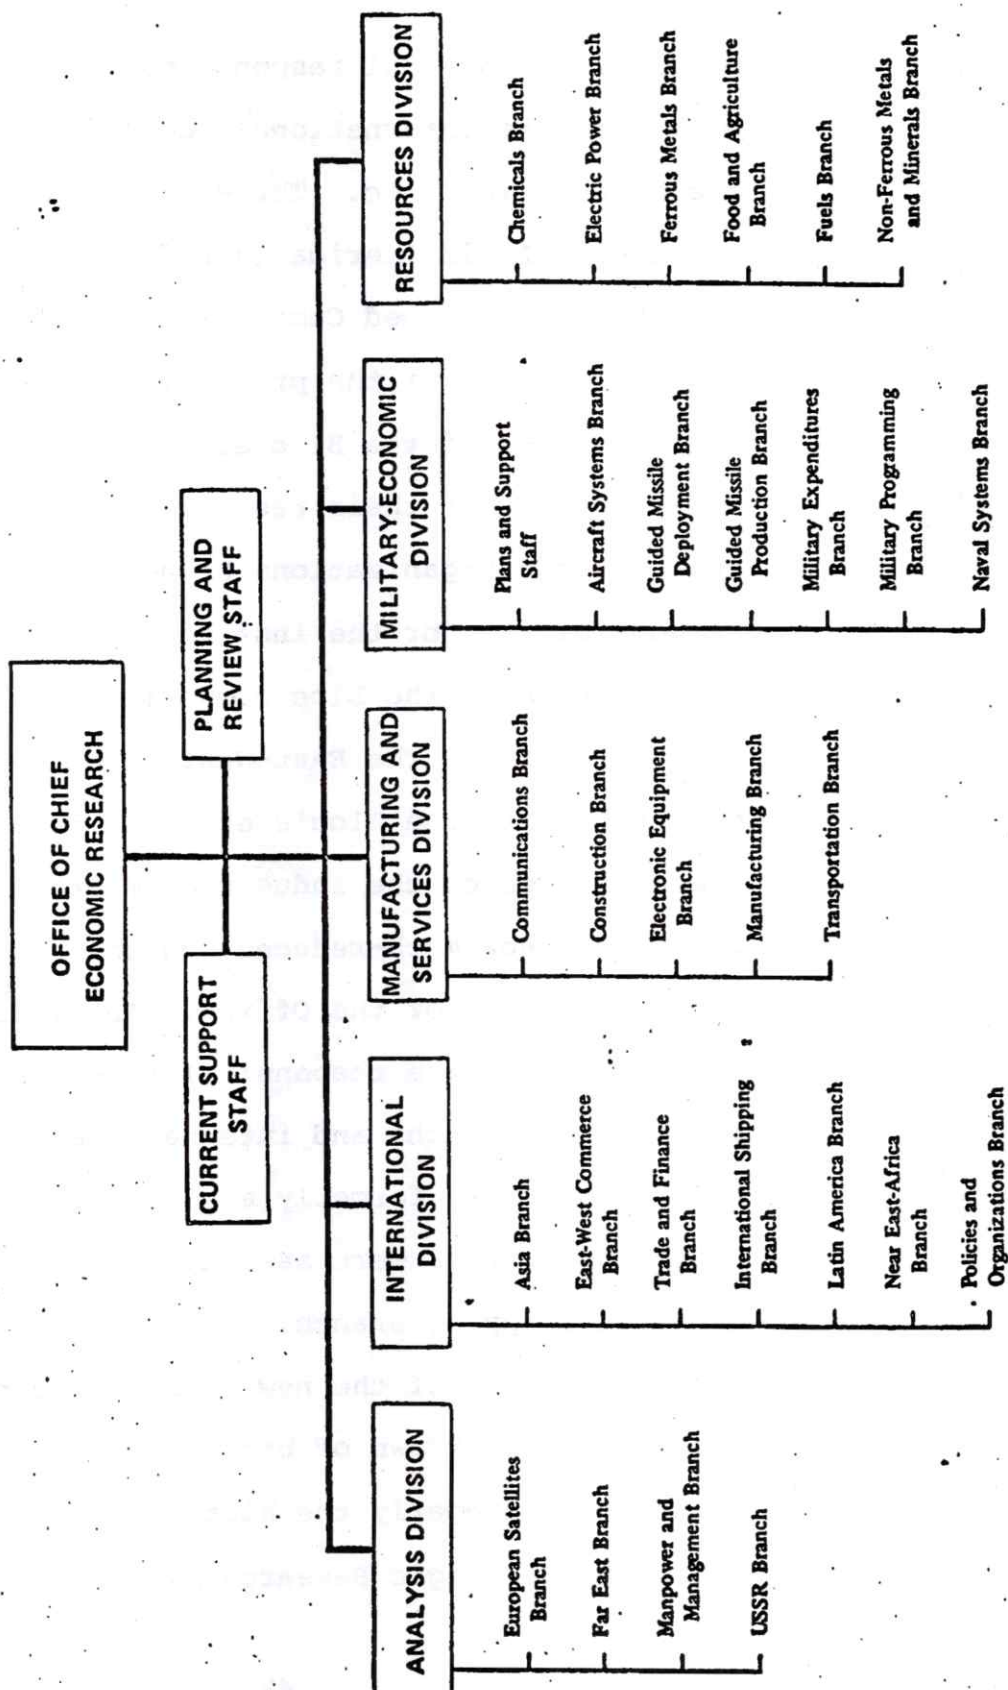 OFFICE OF CHIEF
ECONOMIC RESEARCH
CURRENT SUPPORT
STAFF
PLANNING AND
REVIEW STAFF
ANALYSIS DIVISION
European Satellites
Branch
Far East Branch
Manpower and
Management Branch
USSR Branch
INTERNATIONAL
DIVISION
Asia Branch
East-West Commerce
Branch
Trade and Finance
Branch
International Shipping
Branch
Latin America Branch
Near East-Africa
Branch
Policies and
Organizations Branch
MANUFACTURING AND
SERVICES DIVISION
Communications Branch
Construction Branch
Electronic Equipment
Branch
Manufacturing Branch
Transportation Branch
MILITARY-ECONOMIC
DIVISION
Plans and Support
Staff
Aircraft Systems Branch
Guided Missile
Deployment Branch
Guided Missile
Production Branch
Military Expenditures
Branch
Military Programming
Branch
Naval Systems Branch
RESOURCES DIVISION
Chemicals Branch
Electric Power Branch
Ferrous Metals Branch
Food and Agriculture
Branch
Fuels Branch
Non-Ferrous Metals
and Minerals Branch